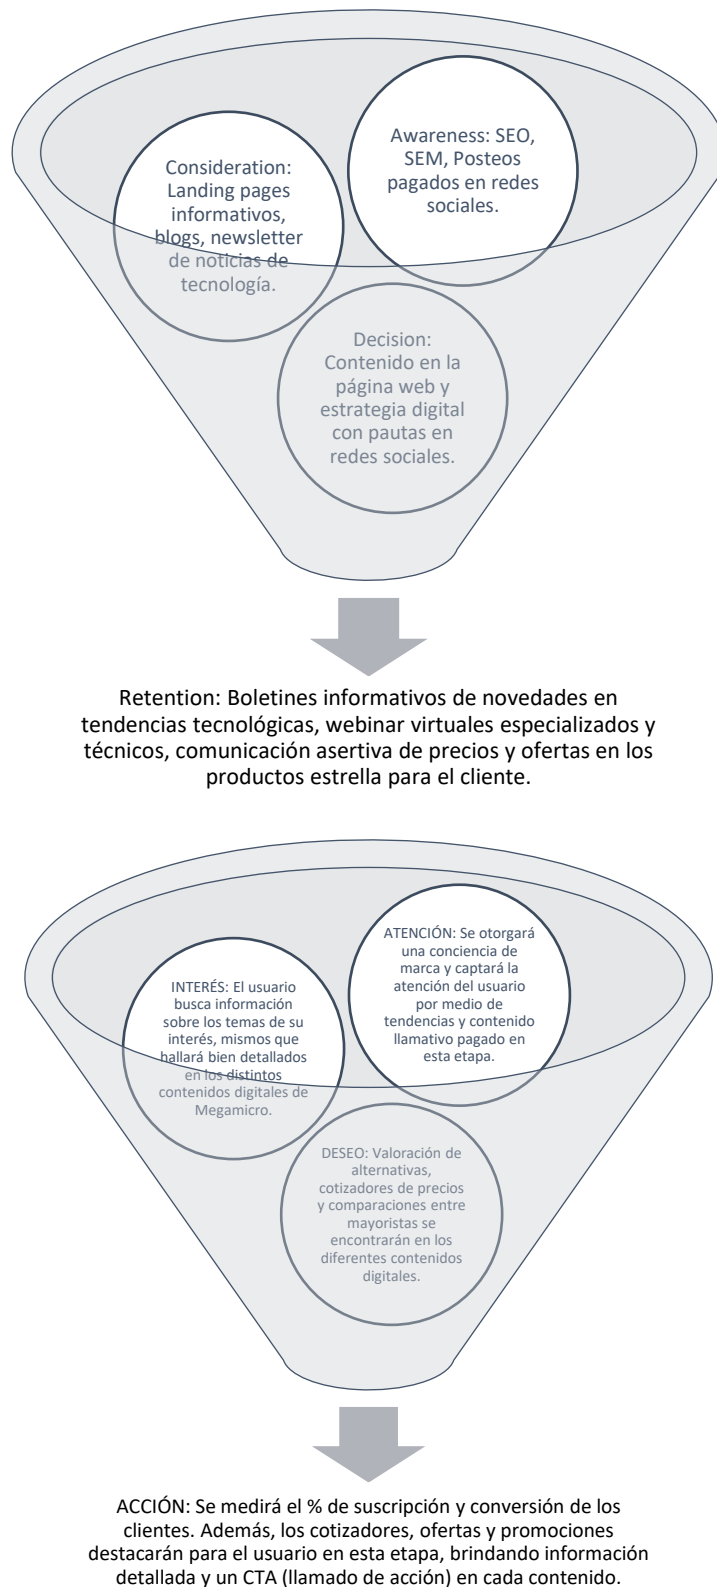 Awareness: SEO,
SEM, Posteos
pagados en redes
sociales.
Consideration:
Landing pages
informativos,
blogs, newsletter
de noticias de
tecnología.
Decision:
Contenido en la
página web y
estrategia digital
con pautas en
redes sociales.
Retention: Boletines informativos de novedades en
tendencias tecnológicas, webinar virtuales especializados y
técnicos, comunicación asertiva de precios y ofertas en los
productos estrella para el cliente.
ATENCIÓN: Se otorgará
una conciencia de
marca y captará la
atención del usuario
por medio de
tendencias y contenido
llamativo pagado en
esta etapa.
INTERÉS: El usuario
busca información
sobre los temas de su
interés, mismos que
hallará bien detallados
en los distintos
contenidos digitales de
Megamicro.
DESEO: Valoración de
alternativas,
cotizadores de precios
y comparaciones entre
mayoristas se
encontrarán en los
diferentes contenidos
digitales.
ACCIÓN: Se medirá el % de suscripción y conversión de los
clientes. Además, los cotizadores, ofertas y promociones
destacarán para el usuario en esta etapa, brindando información
detallada y un CTA (llamado de acción) en cada contenido.